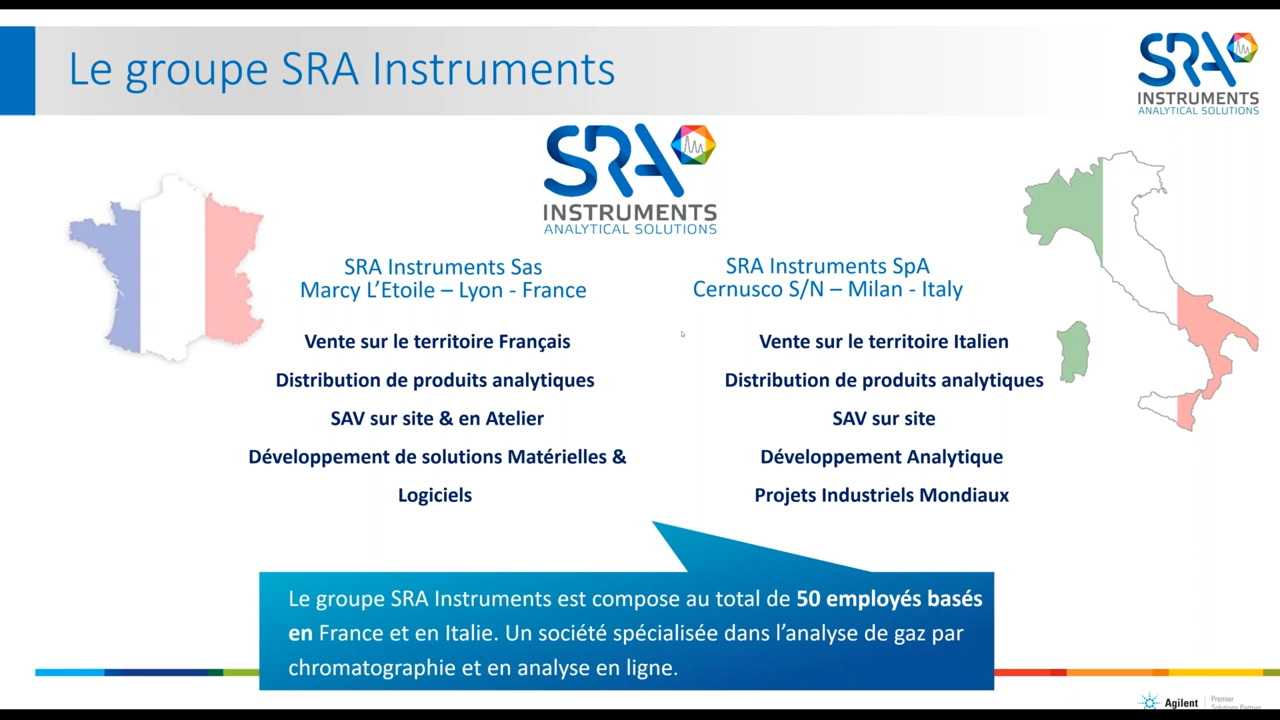 Le groupe SRA Instruments
SRA
INSTRUMENTS
ANALYTICAL SOLUTIONS
SRA
INSTRUMENTS
ANALYTICAL SOLUTIONS
SRA Instruments Sas
Marcy L’Etoile – Lyon - France
Vente sur le territoire Français
Distribution de produits analytiques
SAV sur site & en Atelier
Développement de solutions Matérielles &
Logiciels
SRA Instruments SpA
Cernusco S/N – Milan - Italy
Vente sur le territoire Italien
Distribution de produits analytiques
SAV sur site
Développement Analytique
Projets Industriels Mondiaux
Le groupe SRA Instruments est compose au total de 50 employés basés
en France et en Italie. Un société spécialisée dans l’analyse de gaz par
chromatographie et en analyse en ligne.
Agilent
Premier
Solutions Partner